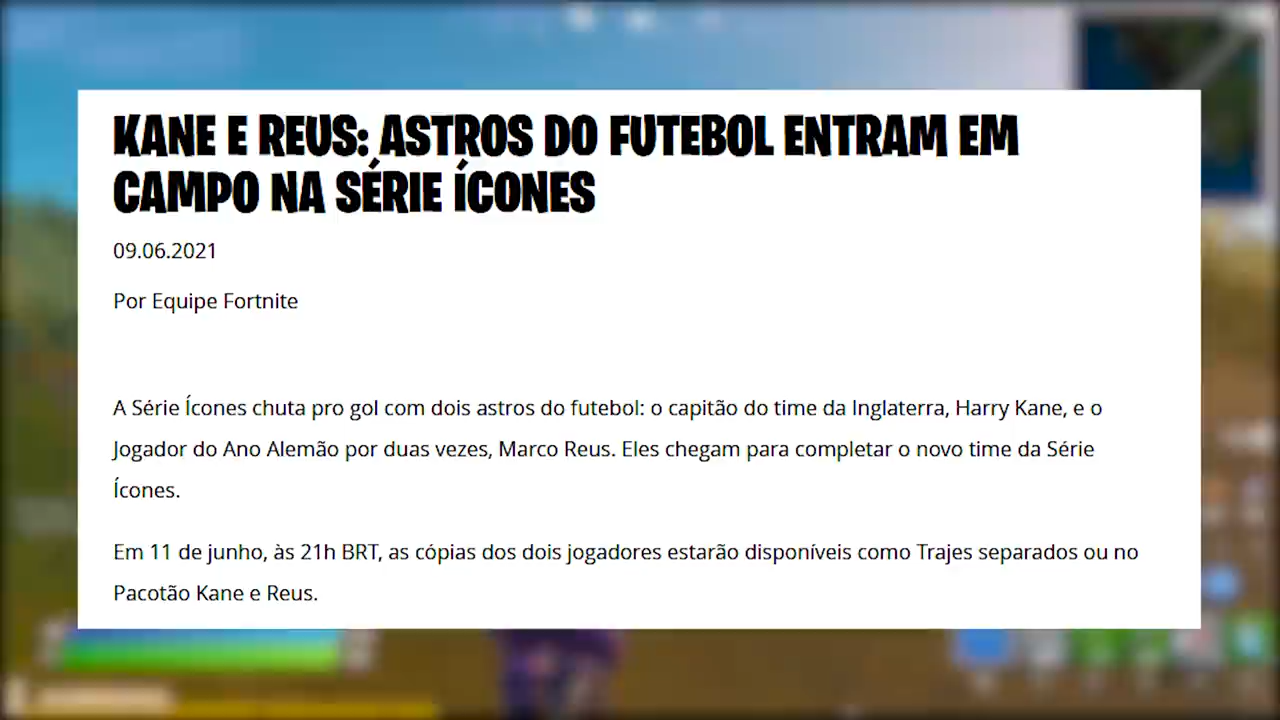 KANE E REUS: ASTROS DO FUTEBOL ENTRAM EM
CAMPO NA SÉRIE ÍCONES
09.06.2021
Por Equipe Fortnite
A Série Ícones chuta pro gol com dois astros do futebol: o capitão do time da Inglaterra, Harry Kane, e o
Jogador do Ano Alemão por duas vezes, Marco Reus. Eles chegam para completar o novo time da Série
Ícones.
Em 11 de junho, às 21h BRT, as cópias dos dois jogadores estarão disponíveis como Trajes separados ou no
Pacotão Kane e Reus.